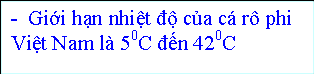 - Giới hạn nhiệt độ của cá rô phi
Việt Nam là 5⁰C đến 42⁰C